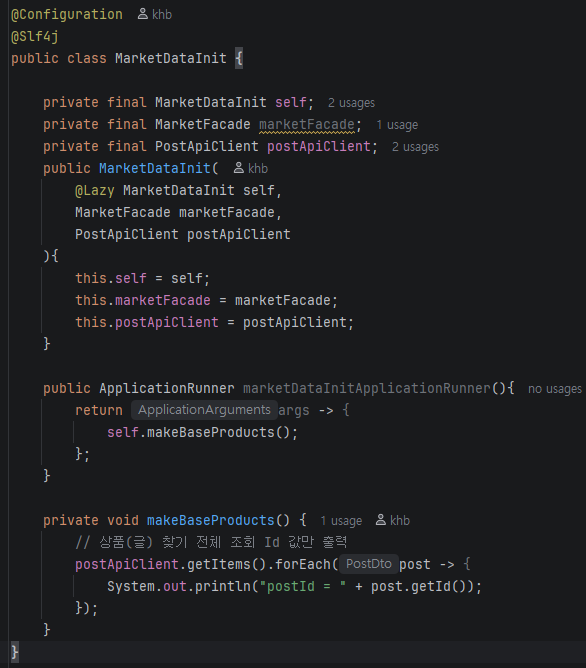 @Configuration khb
@Slf4j
public class MarketDataInit {
private final MarketDataInit self; 2 usages
private final MarketFacade marketFacade; 1 usage
private final PostApiClient postApiClient; 2 usages
public MarketDataInit( khb
@Lazy MarketDataInit self,
MarketFacade marketFacade,
PostApiClient postApiClient
){
this.self = self;
this.marketFacade = marketFacade;
this.postApiClient = postApiClient;
}
public ApplicationRunner marketDataInitApplicationRunner(){ no usages
return ApplicationArguments args -> {
self.makeBaseProducts();
};
}
private void makeBaseProducts() { 1 usage khb
// 상품(글) 찾기 전체 조회 Id 값만 출력
postApiClient.getItems().forEach( PostDto post -> {
System.out.println("postId = " + post.getId());
});
}
}